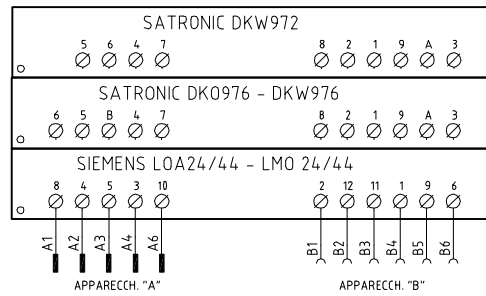 SATRONIC DKW972
5 6 4 7 8 2 1 9 A 3
SATRONIC DKO976 - DKW976
6 5 B 4 7 8 2 1 9 A 3
SIEMENS LOA24/44 - LMO 24/44
8 4 5 3 10 2 12 11 1 9 6
A1 A2 A3 A4 A6 B1 B2 B3 B4 B5 B6
APPARECCH. "A" APPARECCH. "B"